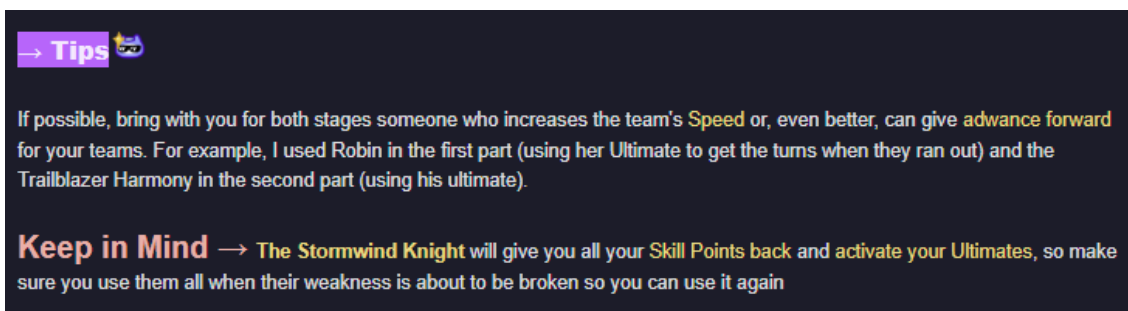 → Tips
If possible, bring with you for both stages someone who increases the team's Speed or, even better, can give adwance forward
for your teams. For example, I used Robin in the first part (using her Ultimate to get the turns when they ran out) and the
Trailblazer Harmony in the second part (using his ultimate).
Keep in Mind → The Stormwind Knight will give you all your Skill Points back and activate your Ultimates, so make
sure you use them all when their weakness is about to be broken so you can use it again